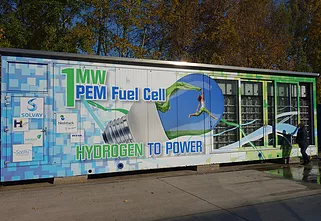 1MW
PEM Fuel Cell
HYDROGEN TO POWER
SOLVAY